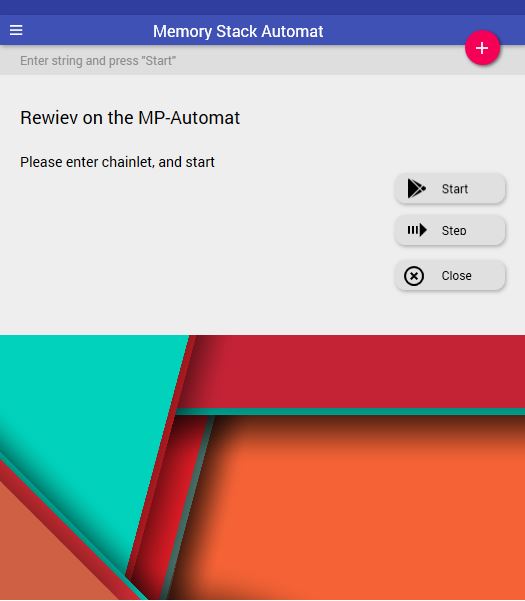 Memory Stack Automat
Enter string and press "Start"
Rewiev on the MP-Automat
Please enter chainlet, and start
Start
Step
Close